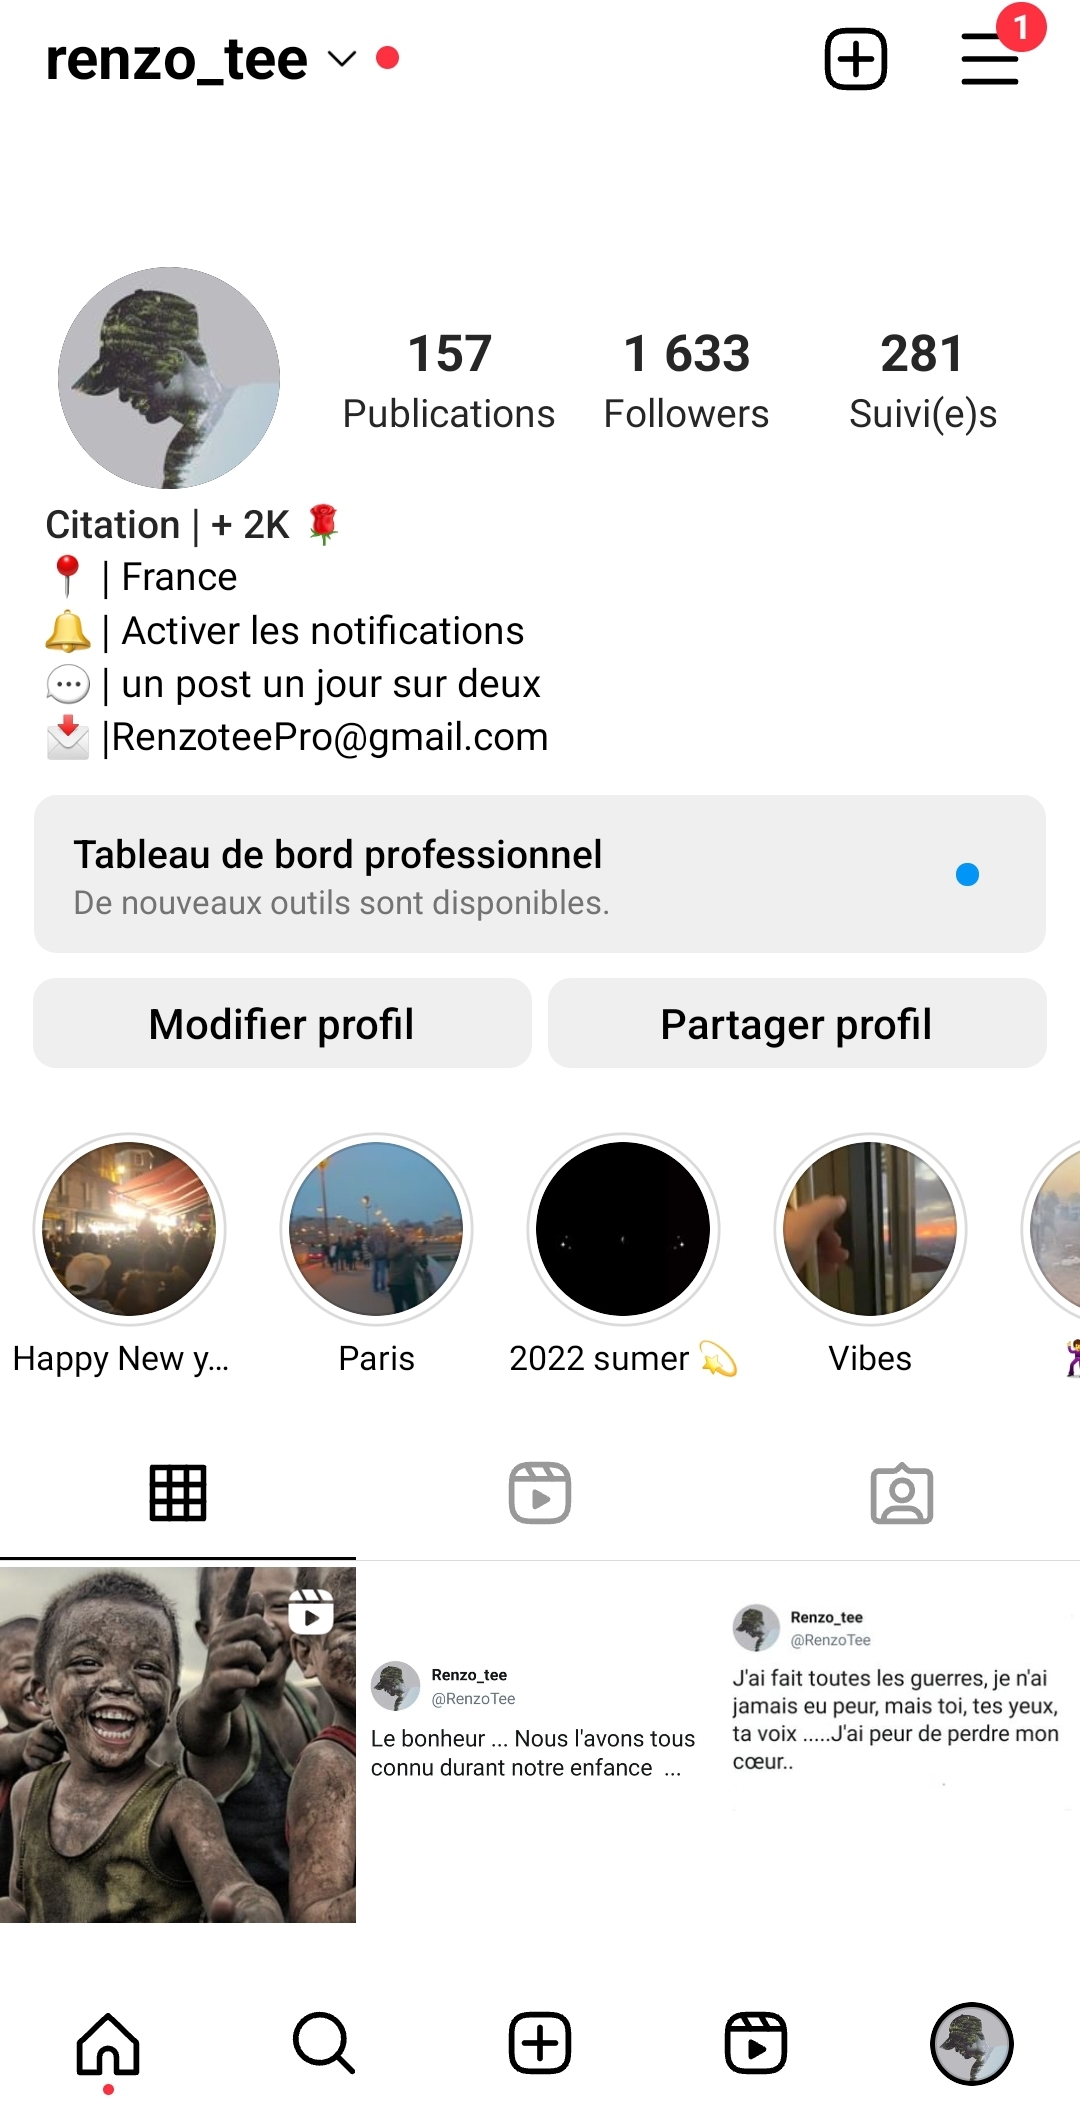 renzo_tee
1
157 1 633 281
Publications Followers Suivi(e)s
Citation | + 2K 🌹
📍 | France
🔔 | Activer les notifications
💬 | un post un jour sur deux
📩 |RenzoteePro@gmail.com
Tableau de bord professionnel
De nouveaux outils sont disponibles.
Modifier profil Partager profil
Happy New y... Paris 2022 sumer 💫 Vibes
Renzo_tee
@RenzoTee
Le bonheur ... Nous l'avons tous
connu durant notre enfance ...
Renzo_tee
@RenzoTee
J'ai fait toutes les guerres, je n'ai
jamais eu peur, mais toi, tes yeux,
ta voix .....J'ai peur de perdre mon
cœur..